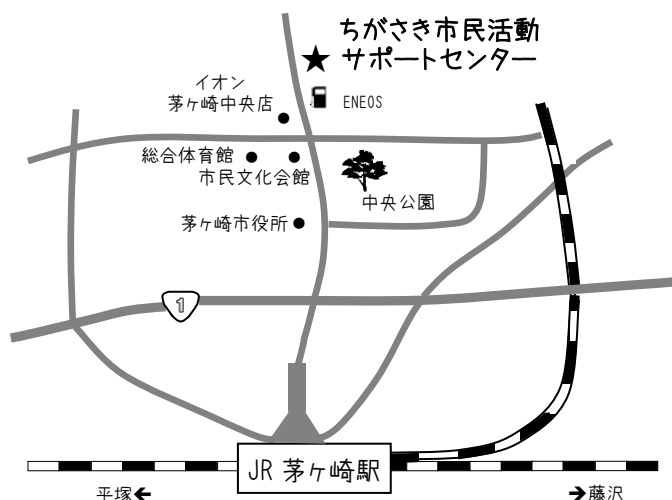 ちがさき市民活動
サポートセンター
イオン
茅ヶ崎中央店
ENEOS
総合体育館
市民文化会館
中央公園
茅ヶ崎市役所
1
JR 茅ヶ崎駅
平塚←
→藤沢